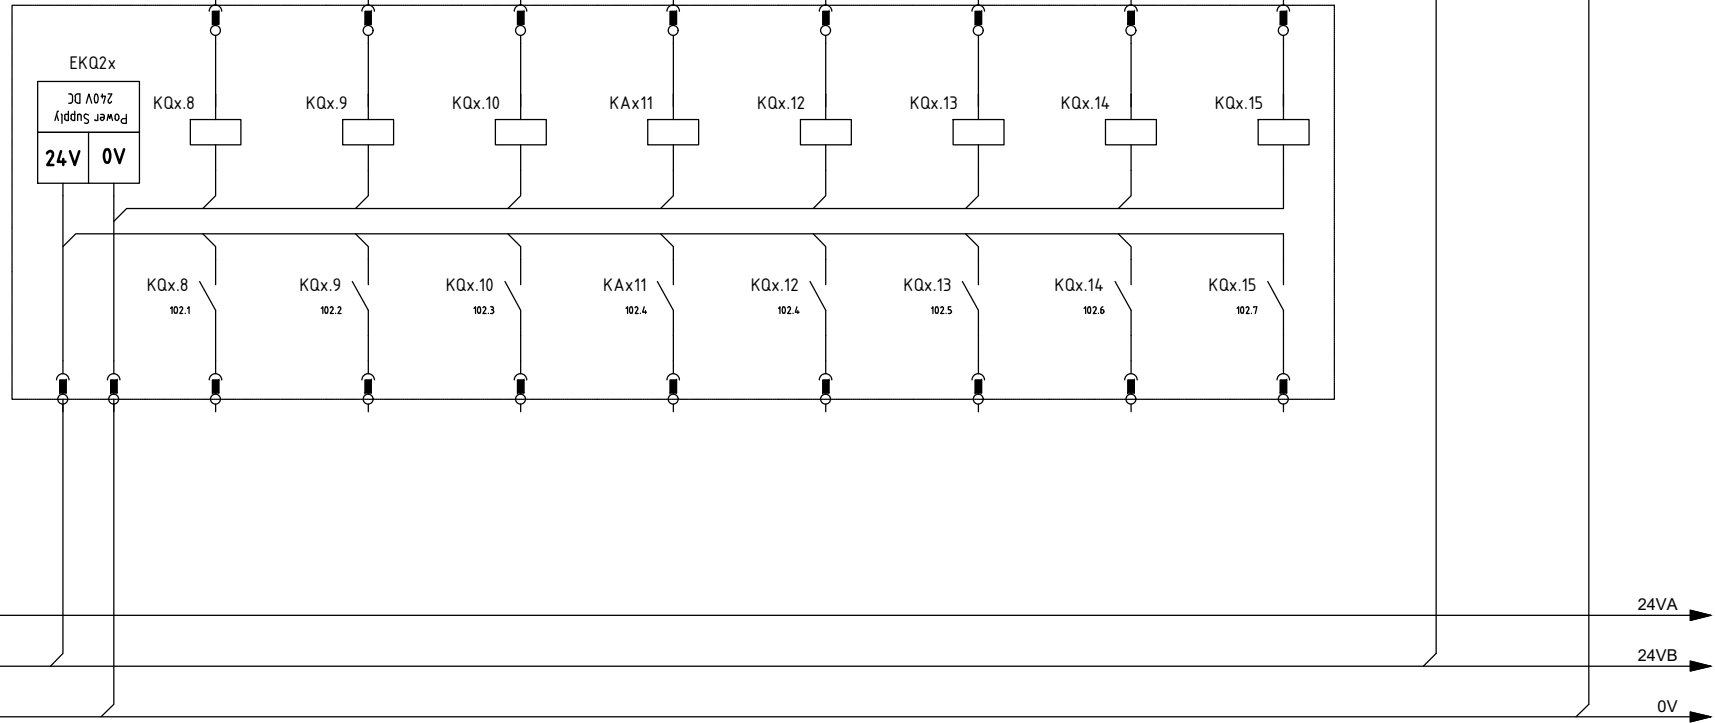 EKQ2x
Power Supply
240V DC
24V 0V
KQx.8 KQx.9 KQx.10 KAx11 KQx.12 KQx.13 KQx.14 KQx.15
KQx.8 KQx.9 KQx.10 KAx11 KQx.12 KQx.13 KQx.14 KQx.15
102.1 102.2 102.3 102.4 102.4 102.5 102.6 102.7
24VA
24VB
0V